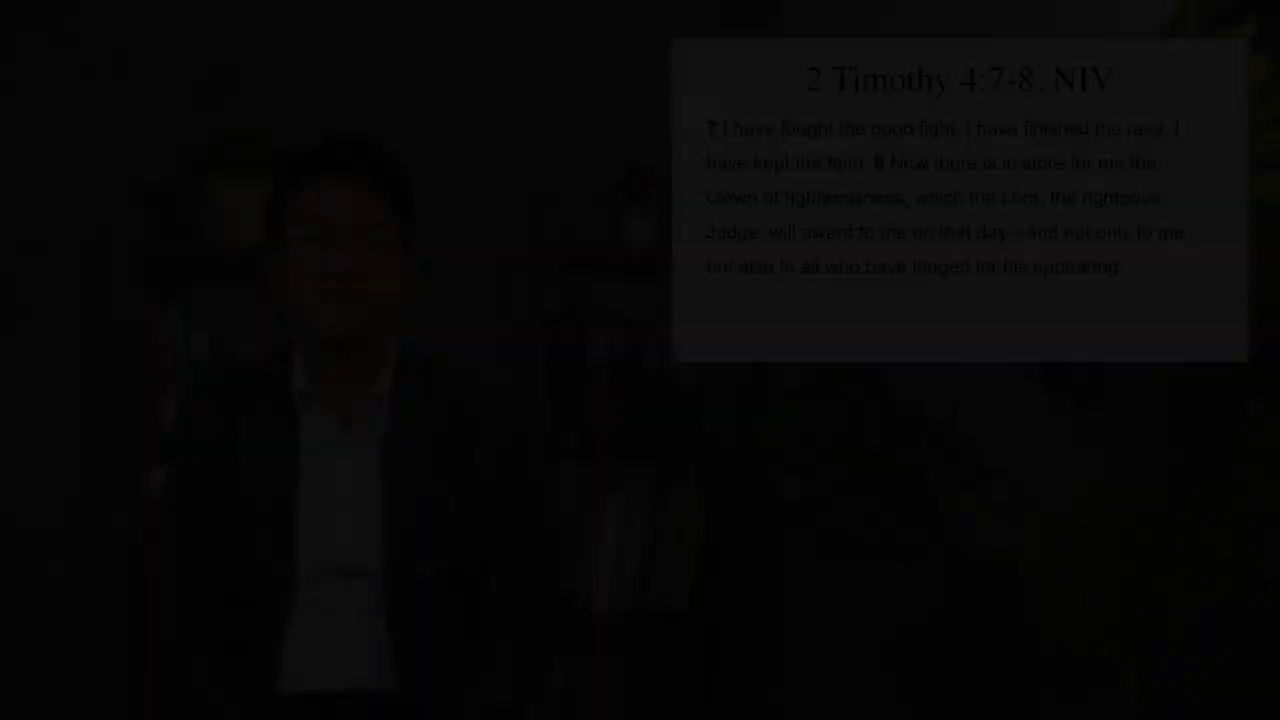 2 Timothy 4:7-8, NIV
7 I have fought the good fight, I have finished the race, I
have kept the faith. 8 Now there is in store for me the
crown of righteousness, which the Lord, the righteous
Judge, will award to me on that day—and not only to me,
but also to all who have longed for his appearing.